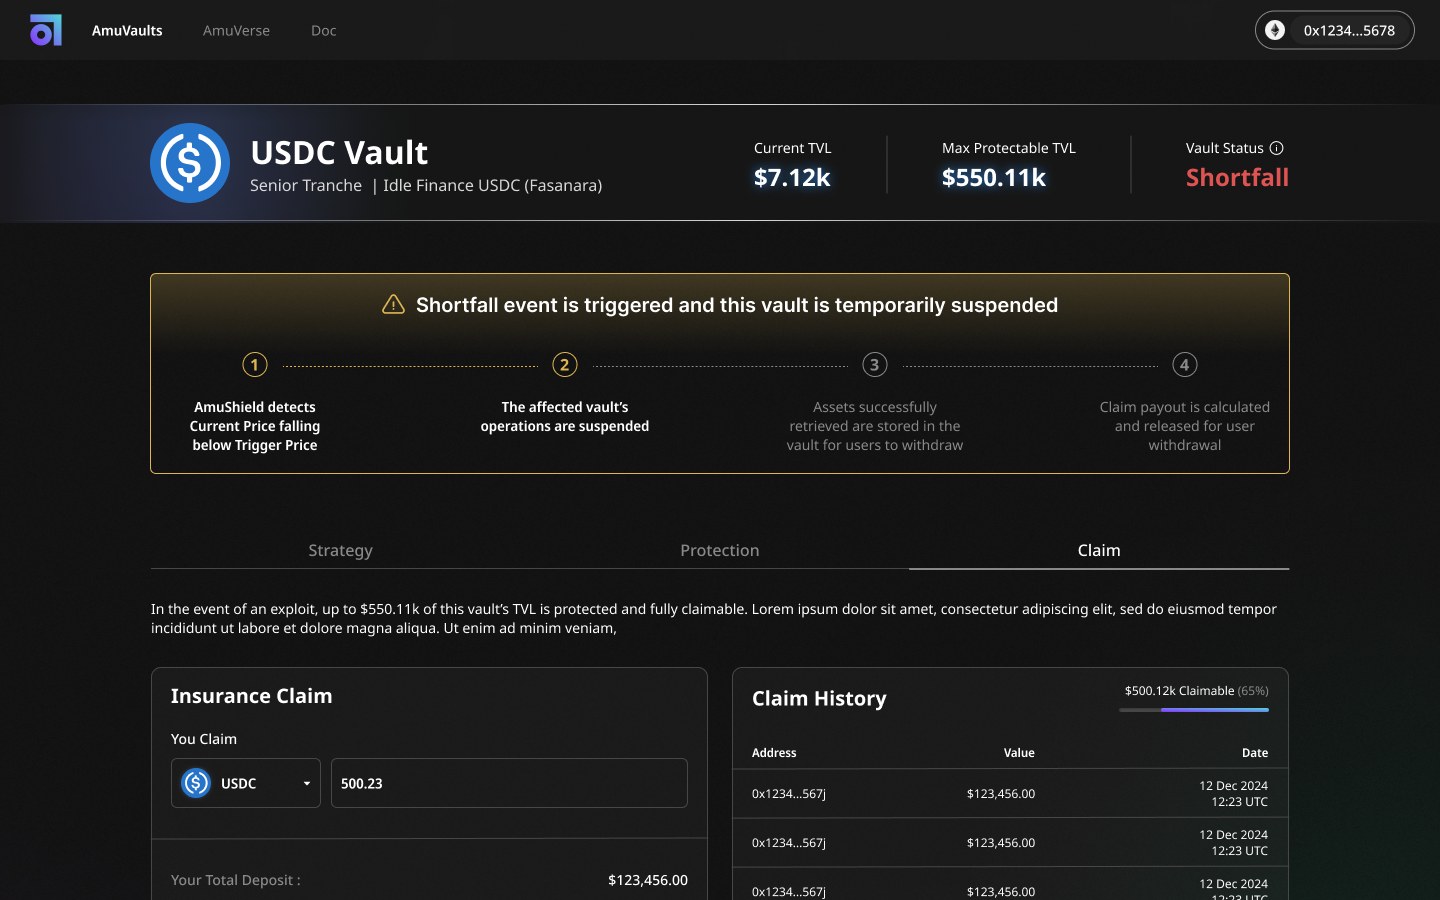 AmuVaults
AmuVerse
Doc
0x1234...5678
USDC Vault
Senior Tranche | Idle Finance USDC (Fasanara)
Current TVL
$7.12k
Max Protectable TVL
$550.11k
Vault Status
Shortfall
Shortfall event is triggered and this vault is temporarily suspended
1
AmuShield detects
Current Price falling
below Trigger Price
2
The affected vault’s
operations are suspended
3
Assets successfully
retrieved are stored in the
vault for users to withdraw
4
Claim payout is calculated
and released for user
withdrawal
Strategy
Protection
Claim
In the event of an exploit, up to $550.11k of this vault’s TVL is protected and fully claimable. Lorem ipsum dolor sit amet, consectetur adipiscing elit, sed do eiusmod tempor
incididunt ut labore et dolore magna aliqua. Ut enim ad minim veniam,
Insurance Claim
You Claim
USDC
500.23
Your Total Deposit :
$123,456.00
Claim History
$500.12k Claimable (65%)
Address Value Date
0x1234...567j $123,456.00 12 Dec 2024
12:23 UTC
0x1234...567j $123,456.00 12 Dec 2024
12:23 UTC
0x1234...567j $123,456.00 12 Dec 2024
12:23 UTC